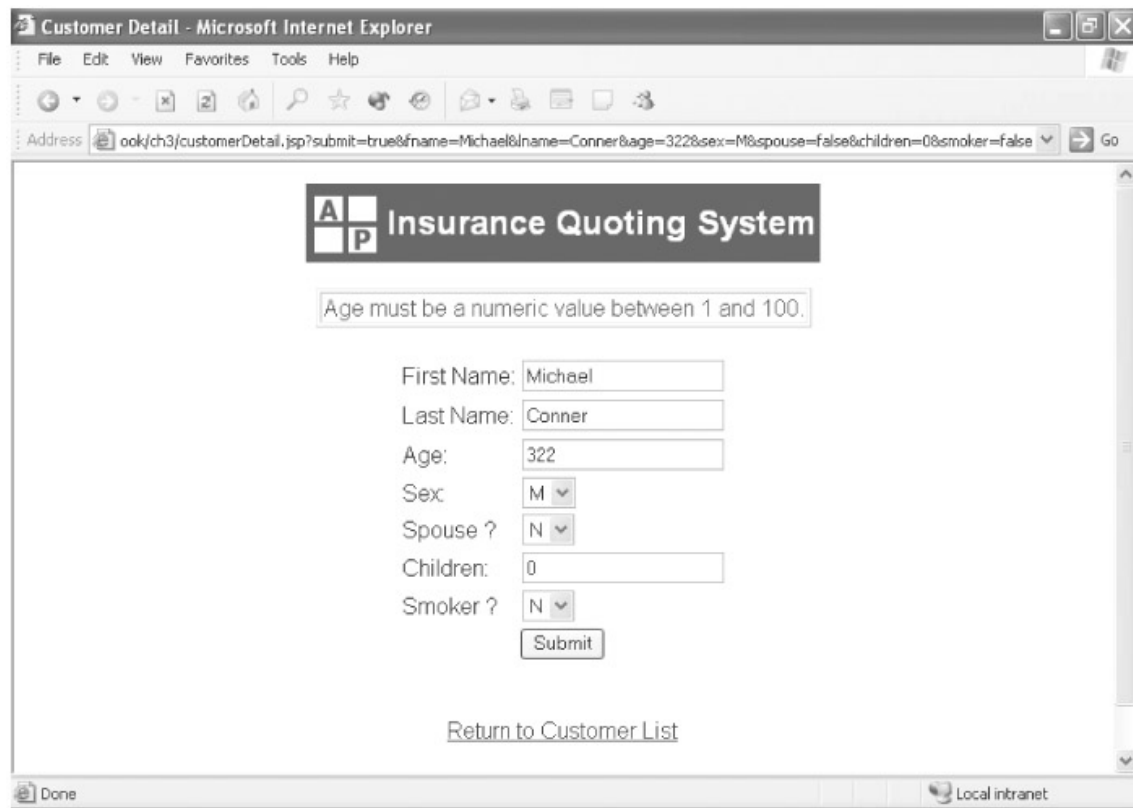 Customer Detail - Microsoft Internet Explorer
File Edit View Favorites Tools Help
Address ook/ch3/customerDetail.jsp?submit=true&fname=Michael&lname=Conner&age=322&sex=M&spouse=false&children=0&smoker=false Go
A P Insurance Quoting System
Age must be a numeric value between 1 and 100.
First Name: Michael
Last Name: Conner
Age: 322
Sex: M
Spouse ? N
Children: 0
Smoker ? N
Submit
Return to Customer List
Done Local intranet